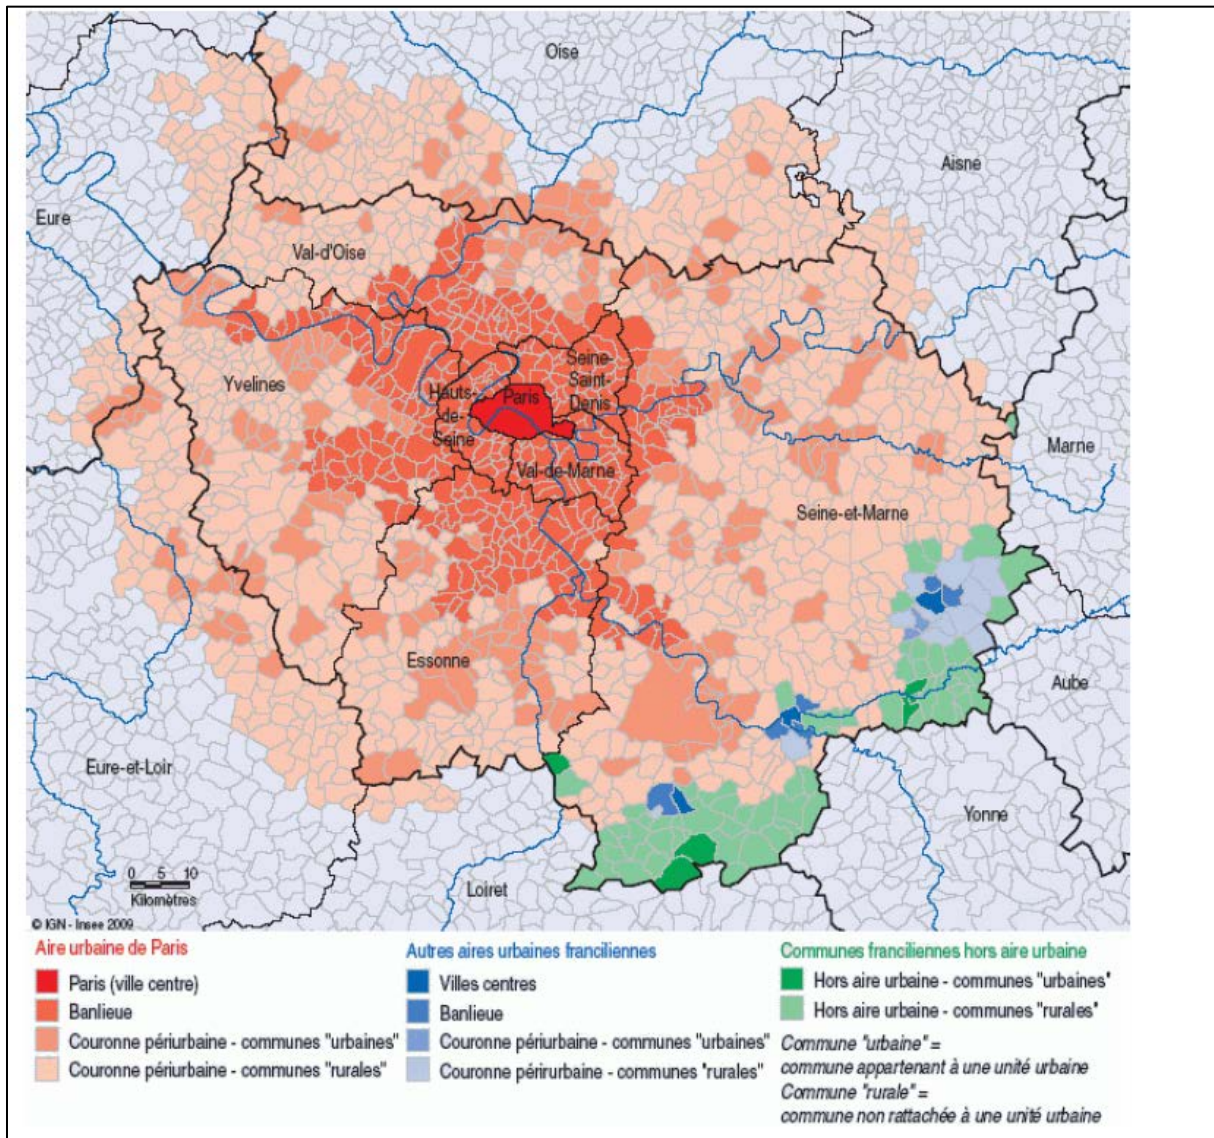 Oise
Aisne
Eure
Val-d'Oise
Yvelines
Hauts-
de-
Seine
Paris
Seine-
Saint-
Denis
Marne
Val-de-Marne
Seine-et-Marne
Essonne
Aube
Eure-et-Loir
Yonne
Loiret
0 5 10
Kilomètres
© IGN - Insee 2009
Aire urbaine de Paris
Paris (ville centre)
Banlieue
Couronne périurbaine - communes "urbaines"
Couronne périurbaine - communes "rurales"
Autres aires urbaines franciliennes
Villes centres
Banlieue
Couronne périurbaine - communes "urbaines"
Couronne périrurbaine - communes "rurales"
Communes franciliennes hors aire urbaine
Hors aire urbaine - communes "urbaines"
Hors aire urbaine - communes "rurales"
Commune "urbaine" =
commune appartenant à une unité urbaine
Commune "rurale" =
commune non rattachée à une unité urbaine